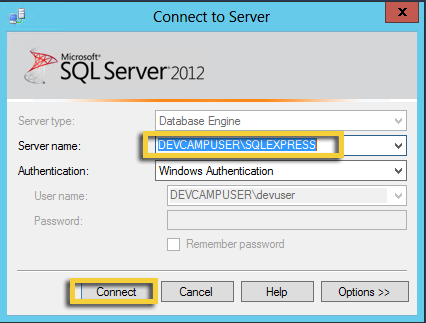 Connect to Server
x
Microsoft
SQL Server 2012
Server type: Database Engine
Server name: DEVCAMPUSER\SQLEXPRESS
Authentication: Windows Authentication
User name: DEVCAMPUSER\devuser
Password:
Remember password
Connect Cancel Help Options >>